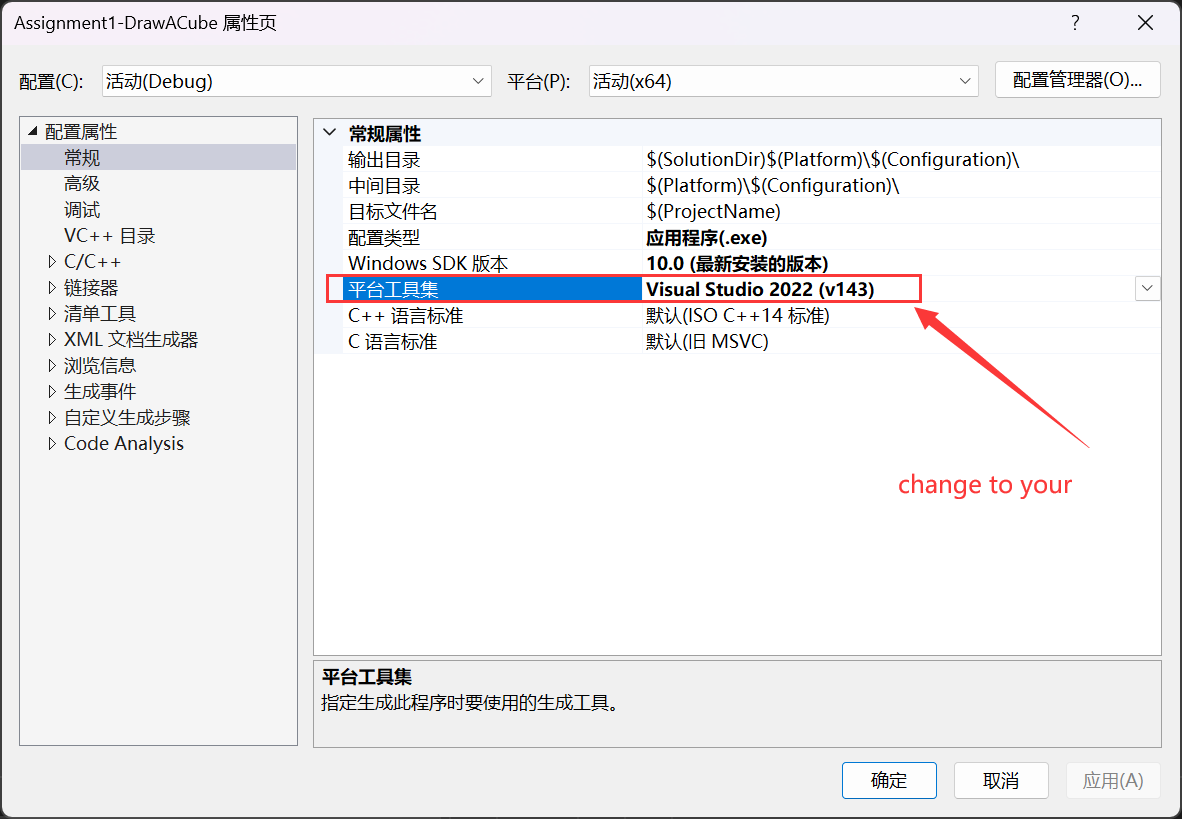 Assignment1-DrawACube 属性页
配置(C): 活动(Debug) 平台(P): 活动(x64) 配置管理器(O)...
配置属性
常规
高级
调试
VC++ 目录
C/C++
链接器
清单工具
XML 文档生成器
浏览信息
生成事件
自定义生成步骤
Code Analysis
常规属性
输出目录 $(SolutionDir)$(Platform)\$(Configuration)\
中间目录 $(Platform)\$(Configuration)\
目标文件名 $(ProjectName)
配置类型 应用程序(.exe)
Windows SDK 版本 10.0 (最新安装的版本)
平台工具集 Visual Studio 2022 (v143)
C++ 语言标准 默认(ISO C++14 标准)
C 语言标准 默认(旧 MSVC)
change to your
平台工具集
指定生成此程序时要使用的生成工具。
确定 取消 应用(A)